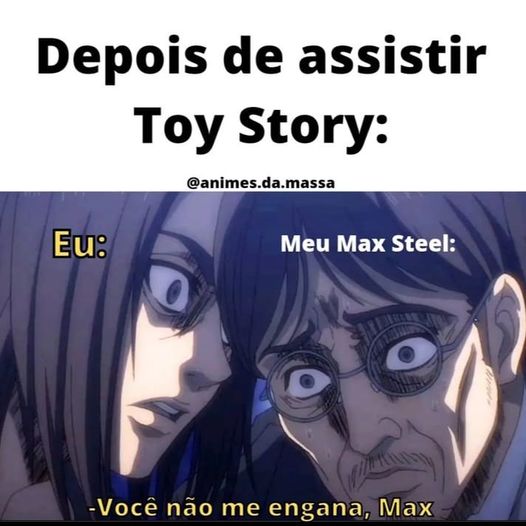 Depois de assistir
Toy Story:
@animes.da.massa
Eu:
Meu Max Steel:
-Você não me engana, Max